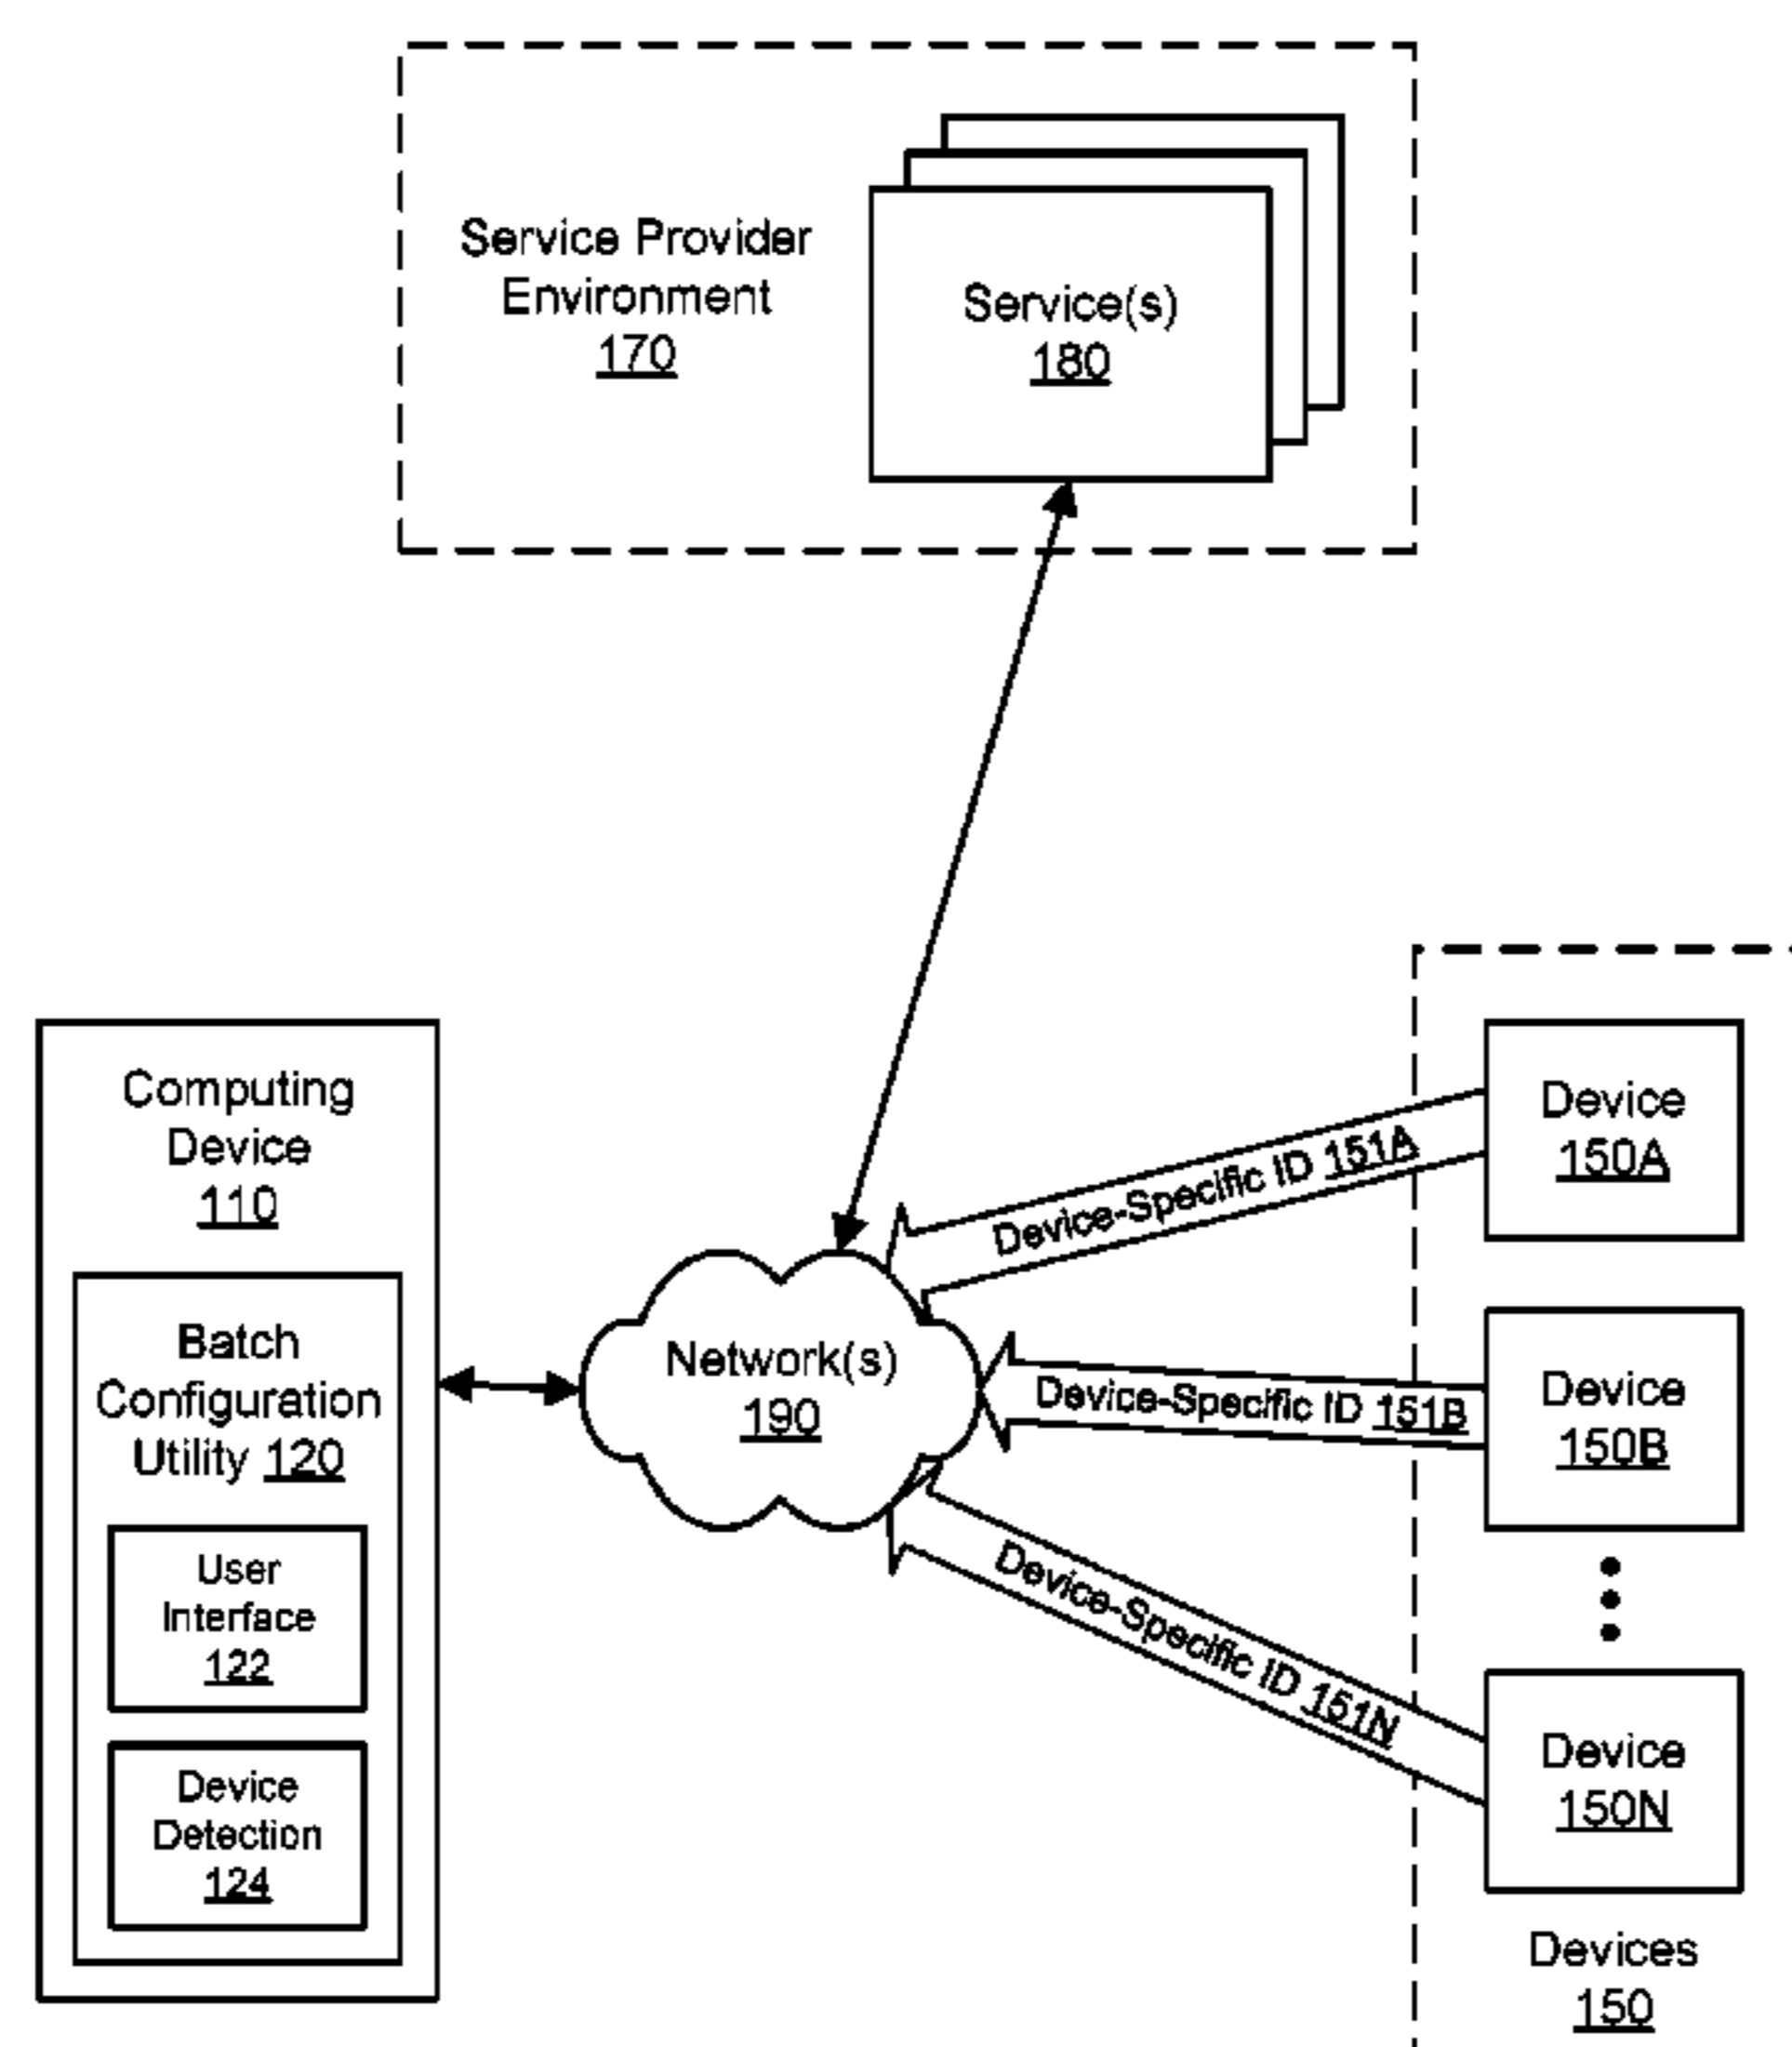 Service Provider
Environment
170
Service(s)
180
Computing
Device
110
Batch
Configuration
Utility 120
User
Interface
122
Device
Detection
124
Network(s)
190
Device-Specific ID 151A
Device-Specific ID 151B
Device-Specific ID 151N
Device
150A
Device
150B
Device
150N
Devices
150